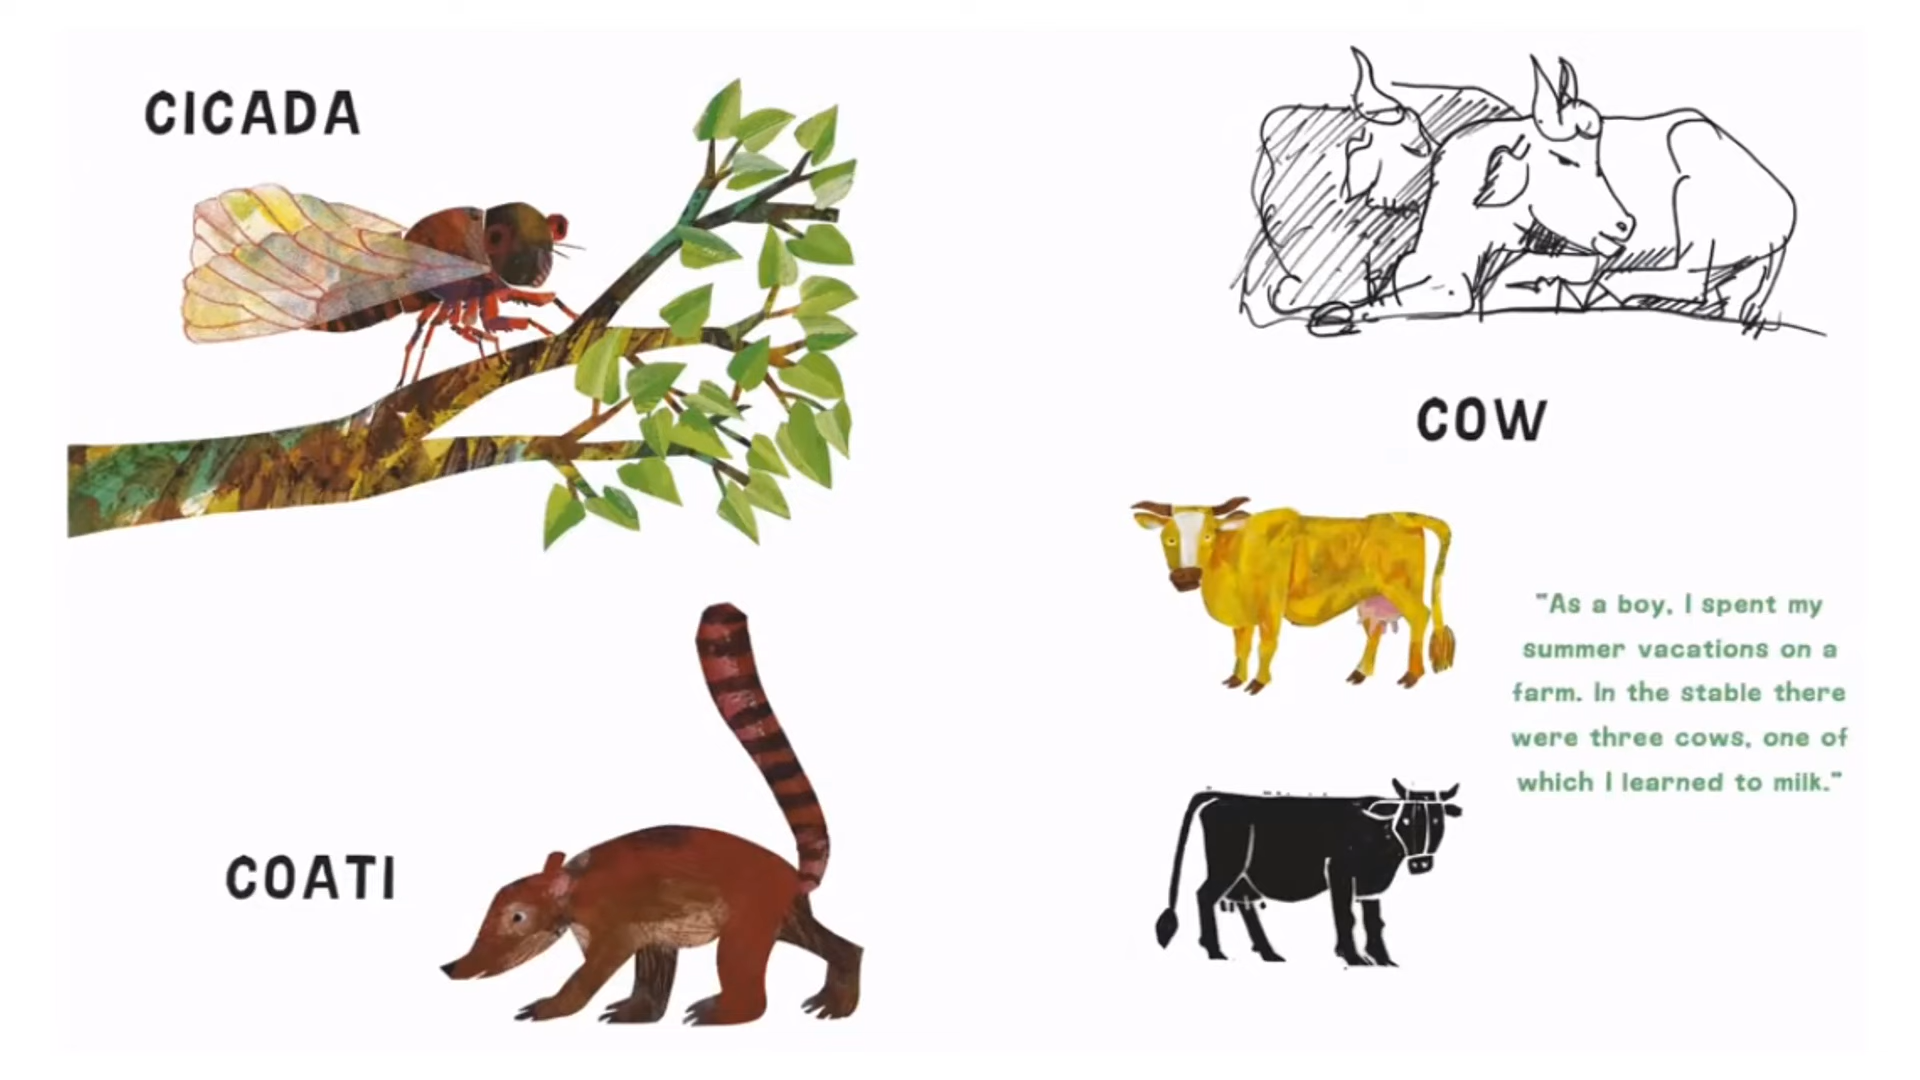 CICADA
COATI
COW
"As a boy, I spent my
summer vacations on a
farm. In the stable there
were three cows, one of
which I learned to milk."